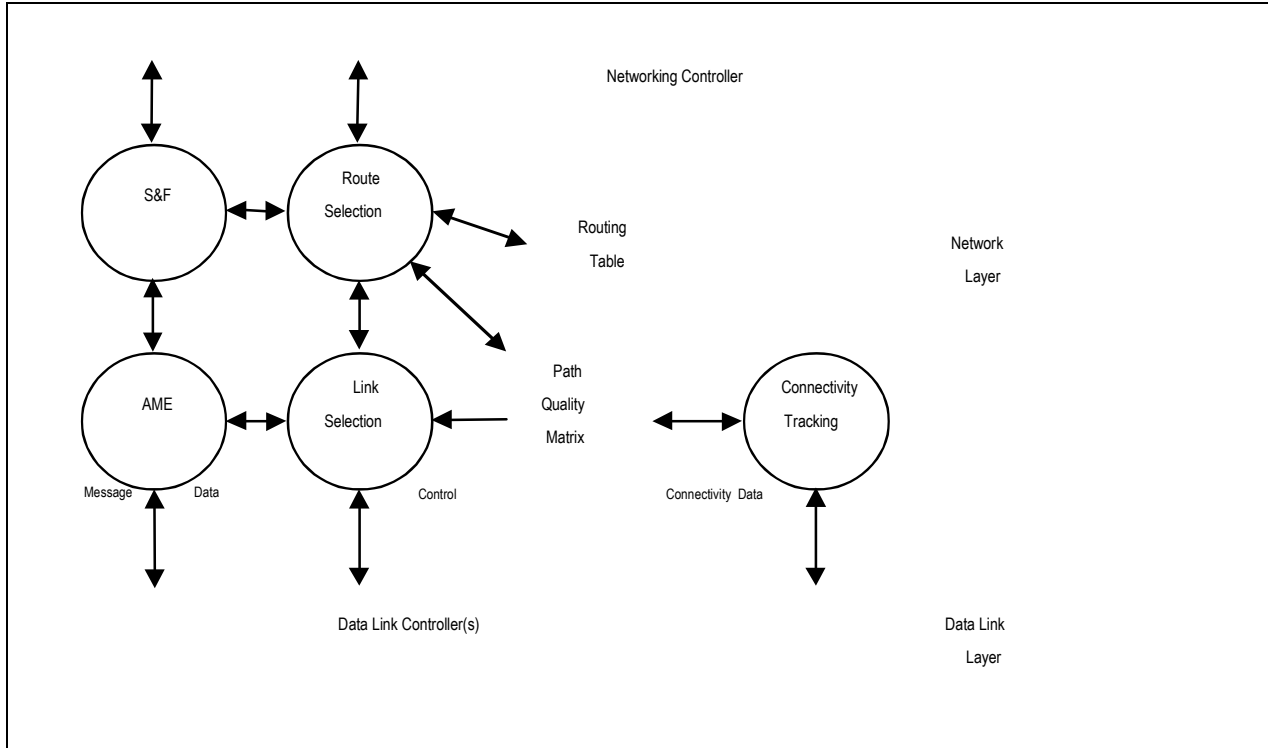 Networking Controller
S&F
Route
Selection
Routing
Table
Network
Layer
AME
Link
Selection
Path
Quality
Matrix
Connectivity
Tracking
Message Data
Control
Connectivity Data
Data Link Controller(s)
Data Link
Layer